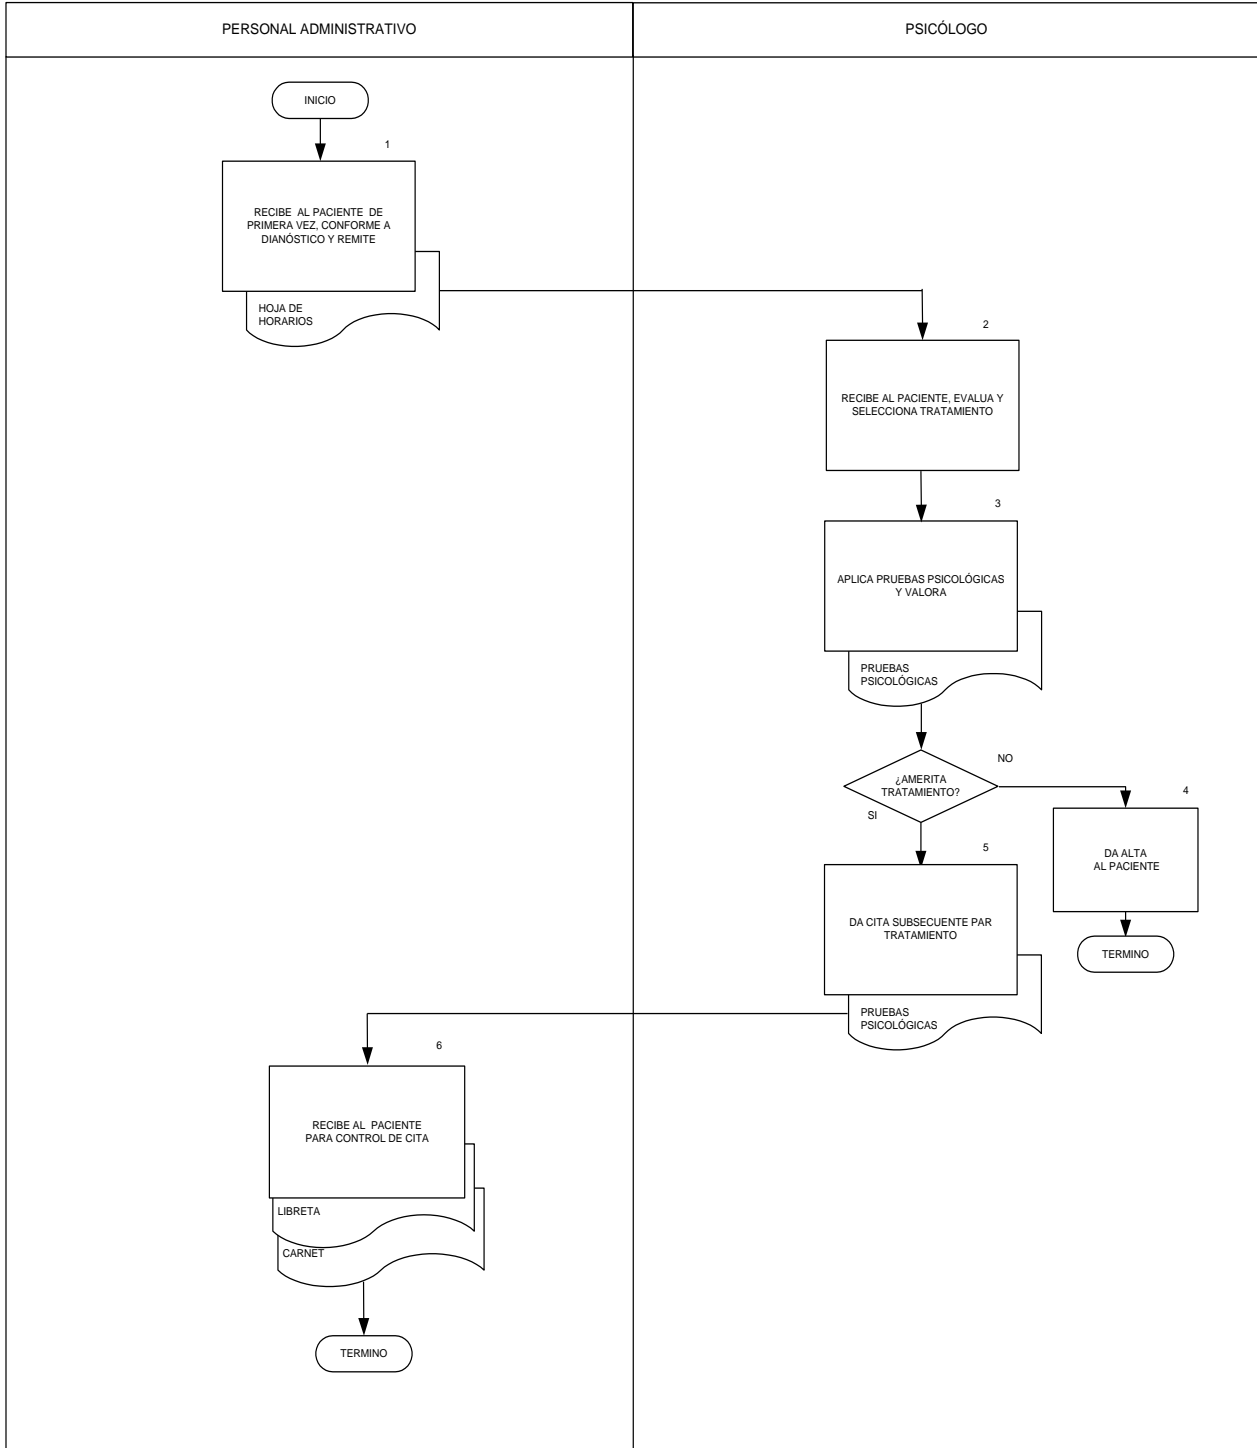 PERSONAL ADMINISTRATIVO
PSICÓLOGO
INICIO
1
RECIBE AL PACIENTE DE
PRIMERA VEZ, CONFORME A
DIANÓSTICO Y REMITE
HOJA DE
HORARIOS
2
RECIBE AL PACIENTE, EVALUA Y
SELECCIONA TRATAMIENTO
3
APLICA PRUEBAS PSICOLÓGICAS
Y VALORA
PRUEBAS
PSICOLÓGICAS
¿AMERITA
TRATAMIENTO?
NO
SI
4
DA ALTA
AL PACIENTE
TERMINO
5
DA CITA SUBSECUENTE PAR
TRATAMIENTO
PRUEBAS
PSICOLÓGICAS
6
RECIBE AL PACIENTE
PARA CONTROL DE CITA
LIBRETA
CARNET
TERMINO